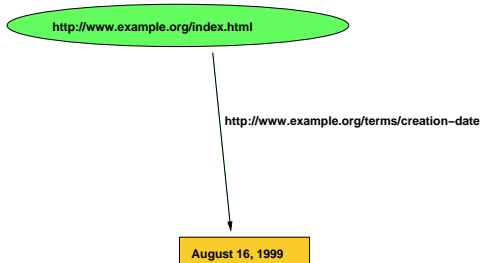 http://www.example.org/index.html
http://www.example.org/terms/creation−date
August 16, 1999